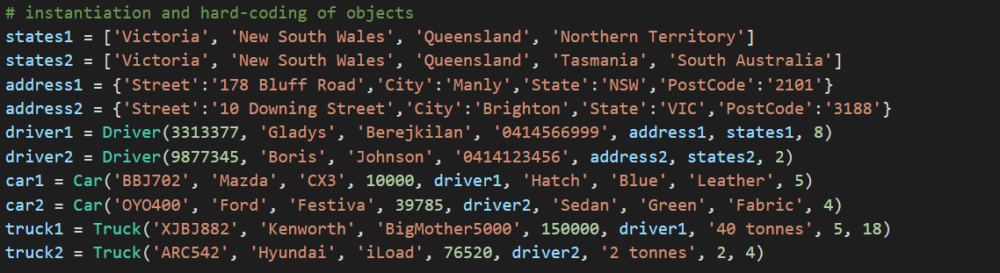 # instantiation and hard-coding of objects
states1 = ['Victoria', 'New South Wales', 'Queensland', 'Northern Territory']
states2 = ['Victoria', 'New South Wales', 'Queensland', 'Tasmania', 'South Australia']
address1 = {'Street':'178 Bluff Road','City':'Manly','State':'NSW','PostCode':'2101'}
address2 = {'Street':'10 Downing Street','City':'Brighton','State':'VIC','PostCode':'3188'}
driver1 = Driver(3313377, 'Gladys', 'Berejkilan', '0414566999', address1, states1, 8)
driver2 = Driver(9877345, 'Boris', 'Johnson', '0414123456', address2, states2, 2)
car1 = Car('BBJ702', 'Mazda', 'CX3', 10000, driver1, 'Hatch', 'Blue', 'Leather', 5)
car2 = Car('OYO400', 'Ford', 'Festiva', 39785, driver2, 'Sedan', 'Green', 'Fabric', 4)
truck1 = Truck('XJBJ882', 'Kenworth', 'BigMother5000', 150000, driver1, '40 tonnes', 5, 18)
truck2 = Truck('ARC542', 'Hyundai', 'iLoad', 76520, driver2, '2 tonnes', 2, 4)